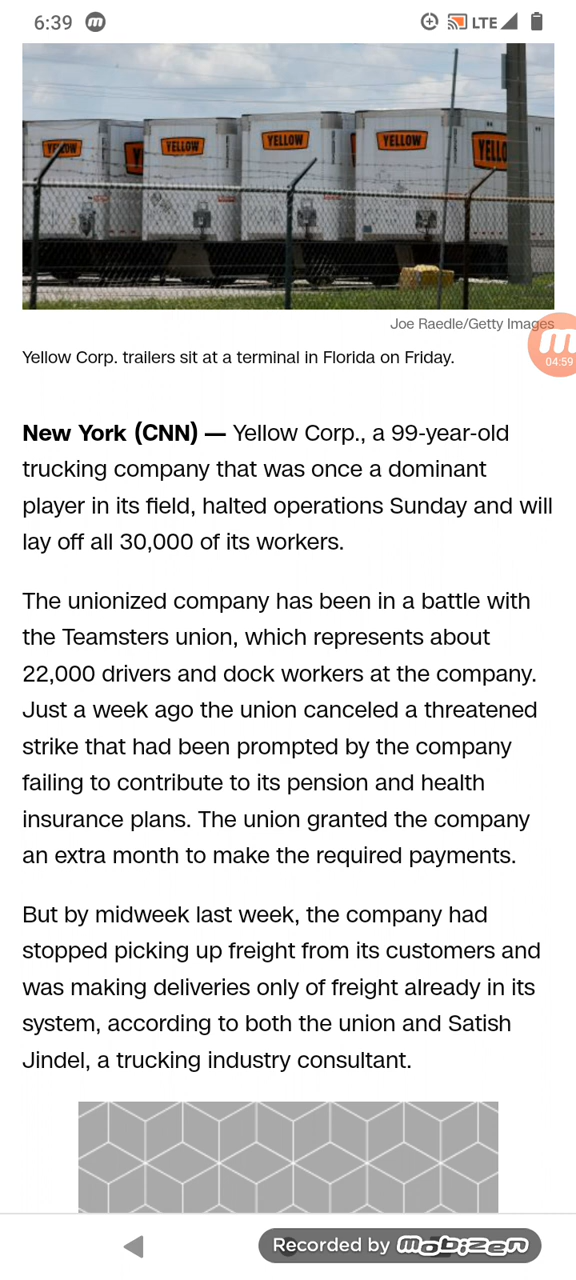 6:39
LTE
YELLOW
YELLOW
YELLOW
YELLOW
Joe Raedle/Getty Images
04:59
Yellow Corp. trailers sit at a terminal in Florida on Friday.
New York (CNN) — Yellow Corp., a 99-year-old
trucking company that was once a dominant
player in its field, halted operations Sunday and will
lay off all 30,000 of its workers.
The unionized company has been in a battle with
the Teamsters union, which represents about
22,000 drivers and dock workers at the company.
Just a week ago the union canceled a threatened
strike that had been prompted by the company
failing to contribute to its pension and health
insurance plans. The union granted the company
an extra month to make the required payments.
But by midweek last week, the company had
stopped picking up freight from its customers and
was making deliveries only of freight already in its
system, according to both the union and Satish
Jindel, a trucking industry consultant.
Recorded by mobizen